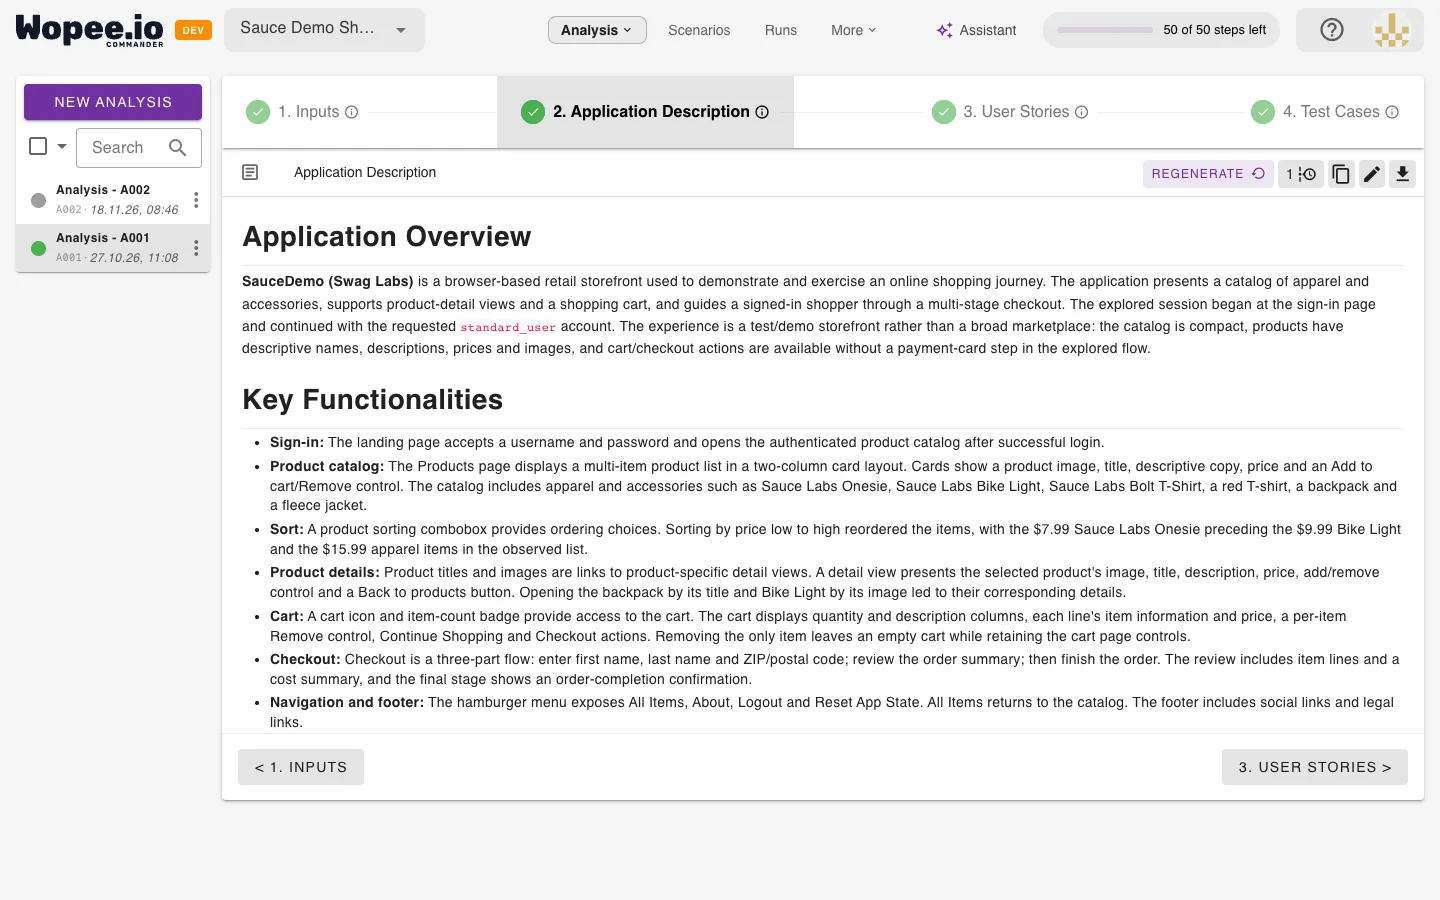 Wopee.io
COMMANDER
DEV
Sauce Demo Sh...
Analysis
Scenarios
Runs
More
Assistant
50 of 50 steps left
NEW ANALYSIS
Search
Analysis - A002
A002 · 18.11.26, 08:46
Analysis - A001
A001 · 27.10.26, 11:08
1. Inputs
2. Application Description
3. User Stories
4. Test Cases
Application Description
REGENERATE
1
Application Overview
SauceDemo (Swag Labs) is a browser-based retail storefront used to demonstrate and exercise an online shopping journey. The application presents a catalog of apparel and
accessories, supports product-detail views and a shopping cart, and guides a signed-in shopper through a multi-stage checkout. The explored session began at the sign-in page
and continued with the requested standard_user account. The experience is a test/demo storefront rather than a broad marketplace: the catalog is compact, products have
descriptive names, descriptions, prices and images, and cart/checkout actions are available without a payment-card step in the explored flow.
Key Functionalities
• Sign-in: The landing page accepts a username and password and opens the authenticated product catalog after successful login.
• Product catalog: The Products page displays a multi-item product list in a two-column card layout. Cards show a product image, title, descriptive copy, price and an Add to
cart/Remove control. The catalog includes apparel and accessories such as Sauce Labs Onesie, Sauce Labs Bike Light, Sauce Labs Bolt T-Shirt, a red T-shirt, a backpack and
a fleece jacket.
• Sort: A product sorting combobox provides ordering choices. Sorting by price low to high reordered the items, with the $7.99 Sauce Labs Onesie preceding the $9.99 Bike Light
and the $15.99 apparel items in the observed list.
• Product details: Product titles and images are links to product-specific detail views. A detail view presents the selected product's image, title, description, price, add/remove
control and a Back to products button. Opening the backpack by its title and Bike Light by its image led to their corresponding details.
• Cart: A cart icon and item-count badge provide access to the cart. The cart displays quantity and description columns, each line's item information and price, a per-item
Remove control, Continue Shopping and Checkout actions. Removing the only item leaves an empty cart while retaining the cart page controls.
• Checkout: Checkout is a three-part flow: enter first name, last name and ZIP/postal code; review the order summary; then finish the order. The review includes item lines and a
cost summary, and the final stage shows an order-completion confirmation.
• Navigation and footer: The hamburger menu exposes All Items, About, Logout and Reset App State. All Items returns to the catalog. The footer includes social links and legal
links.
< 1. INPUTS
3. USER STORIES >